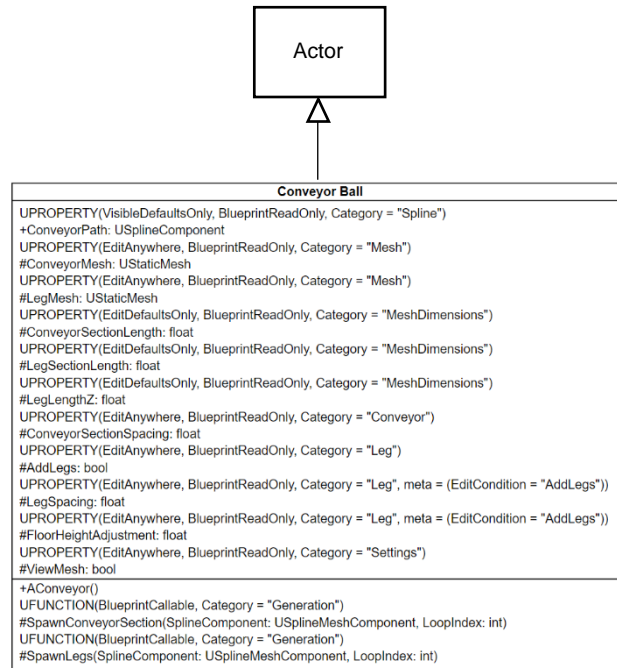 Actor
Conveyor Ball
UPROPERTY(VisibleDefaultsOnly, BlueprintReadOnly, Category = "Spline")
+ConveyorPath: USplineComponent
UPROPERTY(EditAnywhere, BlueprintReadOnly, Category = "Mesh")
#ConveyorMesh: UStaticMesh
UPROPERTY(EditAnywhere, BlueprintReadOnly, Category = "Mesh")
#LegMesh: UStaticMesh
UPROPERTY(EditDefaultsOnly, BlueprintReadOnly, Category = "MeshDimensions")
#ConveyorSectionLength: float
UPROPERTY(EditDefaultsOnly, BlueprintReadOnly, Category = "MeshDimensions")
#LegSectionLength: float
UPROPERTY(EditDefaultsOnly, BlueprintReadOnly, Category = "MeshDimensions")
#LegLengthZ: float
UPROPERTY(EditAnywhere, BlueprintReadOnly, Category = "Conveyor")
#ConveyorSectionSpacing: float
UPROPERTY(EditAnywhere, BlueprintReadOnly, Category = "Leg")
#AddLegs: bool
UPROPERTY(EditAnywhere, BlueprintReadOnly, Category = "Leg", meta = (EditCondition = "AddLegs"))
#LegSpacing: float
UPROPERTY(EditAnywhere, BlueprintReadOnly, Category = "Leg", meta = (EditCondition = "AddLegs"))
#FloorHeightAdjustment: float
UPROPERTY(EditAnywhere, BlueprintReadOnly, Category = "Settings")
#ViewMesh: bool
+AConveyor()
UFUNCTION(BlueprintCallable, Category = "Generation")
#SpawnConveyorSection(SplineComponent: USplineMeshComponent, LoopIndex: int)
UFUNCTION(BlueprintCallable, Category = "Generation")
#SpawnLegs(SplineComponent: USplineMeshComponent, LoopIndex: int)